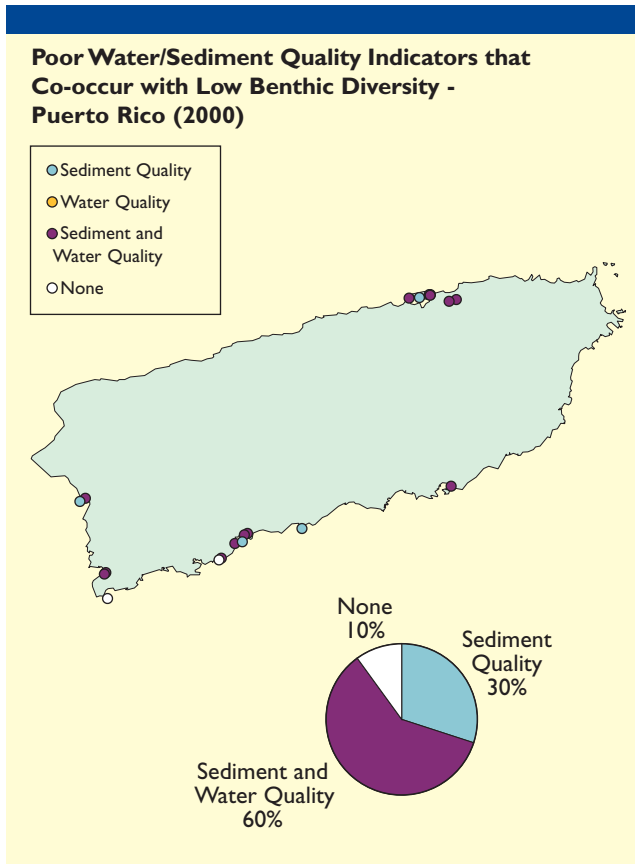 Poor Water/Sediment Quality Indicators that
Co-occur with Low Benthic Diversity -
Puerto Rico (2000)
Sediment Quality
Water Quality
Sediment and
Water Quality
None
None
10%
Sediment
Quality
30%
Sediment and
Water Quality
60%